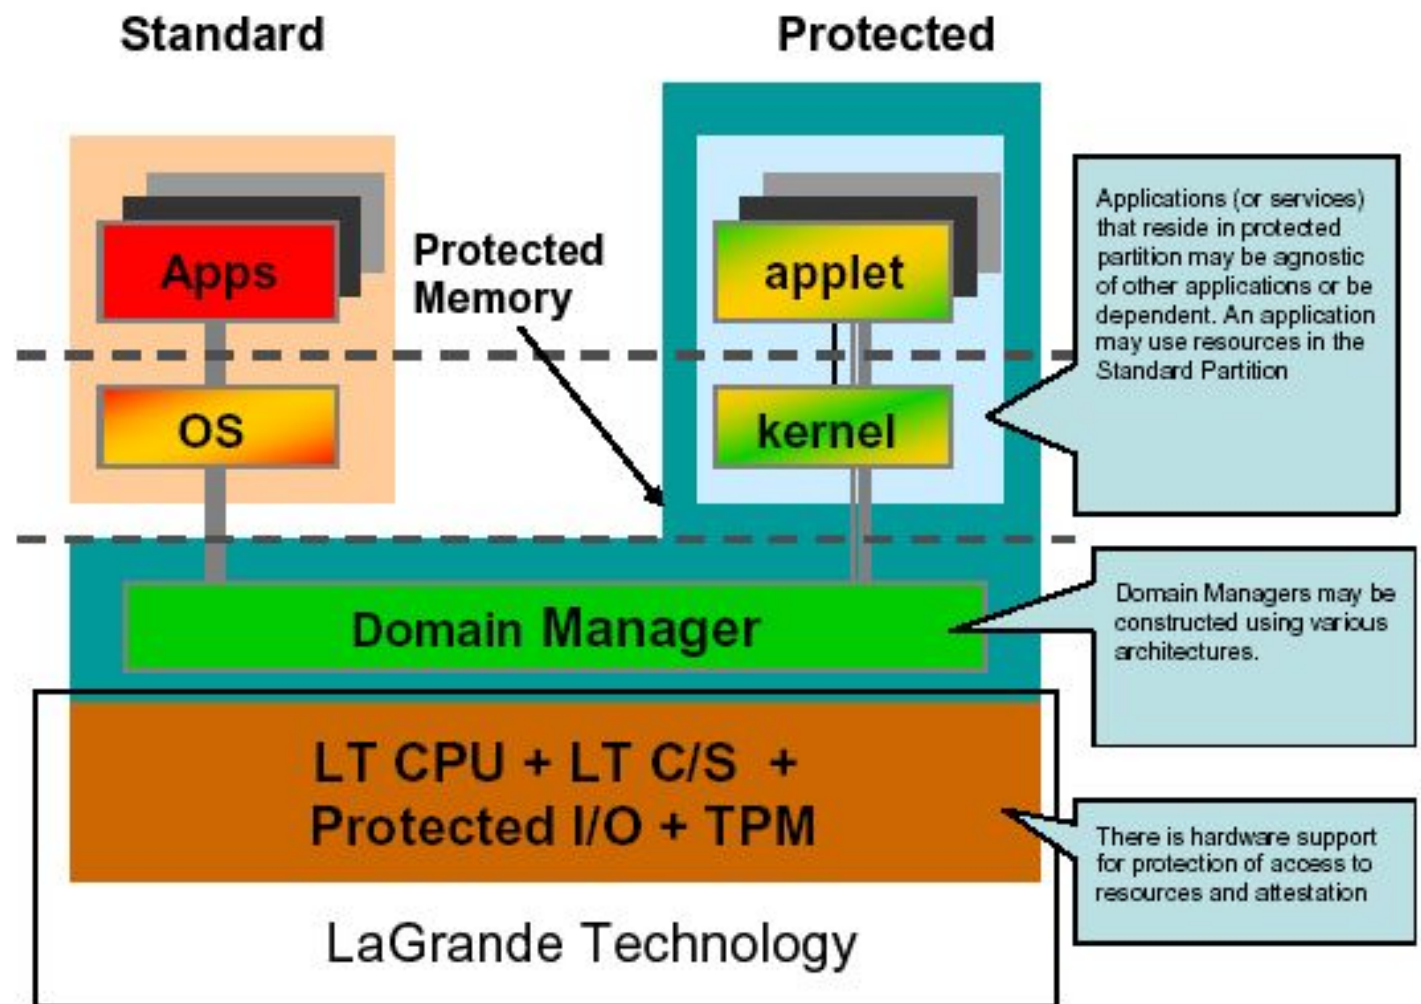 Standard
Protected
Apps
OS
Protected
Memory
applet
kernel
Applications (or services)
that reside in protected
partition may be agnostic
of other applications or be
dependent. An application
may use resources in the
Standard Partition
Domain Manager
Domain Managers may be
constructed using various
architectures.
LT CPU + LT C/S +
Protected I/O + TPM
There is hardware support
for protection of access to
resources and attestation
LaGrande Technology